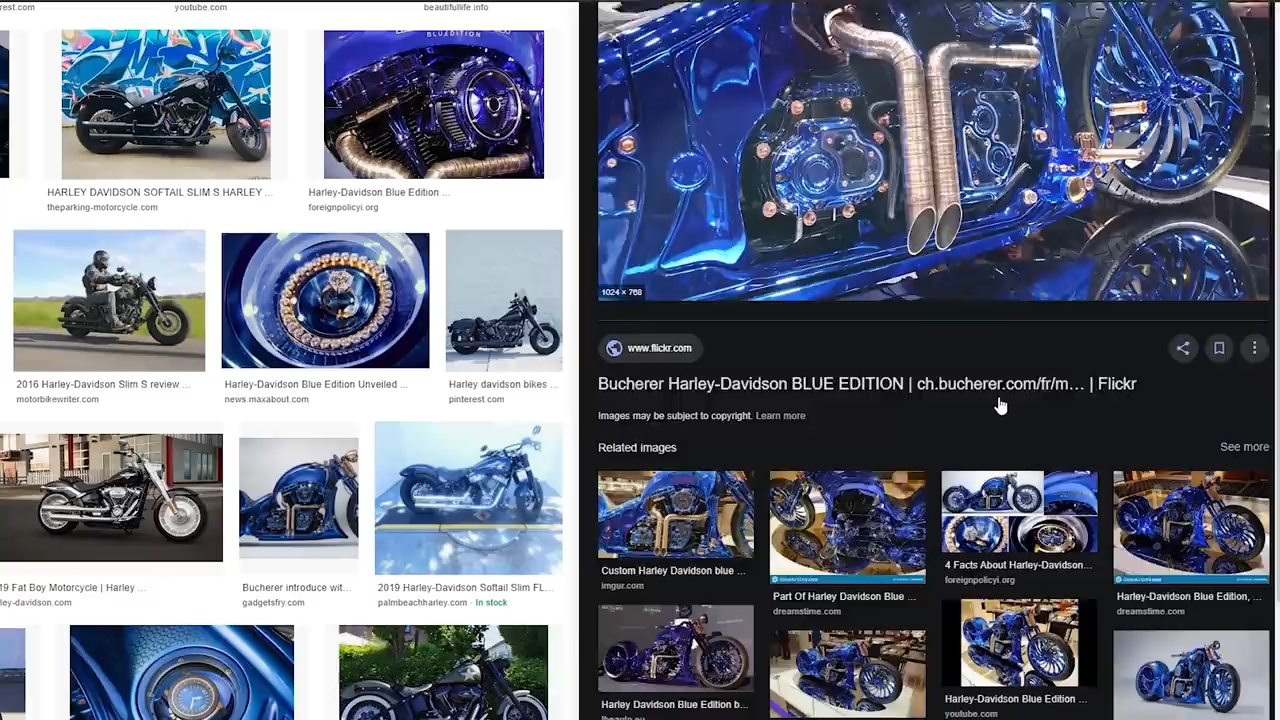 rest.com
youtube.com
beautifullife.info
BLUEDITION
HARLEY DAVIDSON SOFTAIL SLIM S HARLEY ...
theparking-motorcycle.com
Harley-Davidson Blue Edition ...
foreignpolicyi.org
2016 Harley-Davidson Slim S review ...
motorbikewriter.com
Harley-Davidson Blue Edition Unveiled ...
news.maxabout.com
Harley davidson bikes ...
pinterest.com
19 Fat Boy Motorcycle | Harley ...
ley-davidson.com
Bucherer introduce wit...
gadgetsfry.com
2019 Harley-Davidson Softail Slim FL...
palmbeachharley.com · In stock
1024 × 768
www.flickr.com
Bucherer Harley-Davidson BLUE EDITION | ch.bucherer.com/fr/m... | Flickr
Images may be subject to copyright. Learn more
Related images
See more
Custom Harley Davidson blue ...
imgur.com
Part Of Harley Davidson Blue ...
dreamstime.com
4 Facts About Harley-Davidson...
foreignpolicyi.org
Harley-Davidson Blue Edition, ...
dreamstime.com
Harley Davidson Blue Edition b...
Harley-Davidson Blue Edition ...
youtube.com